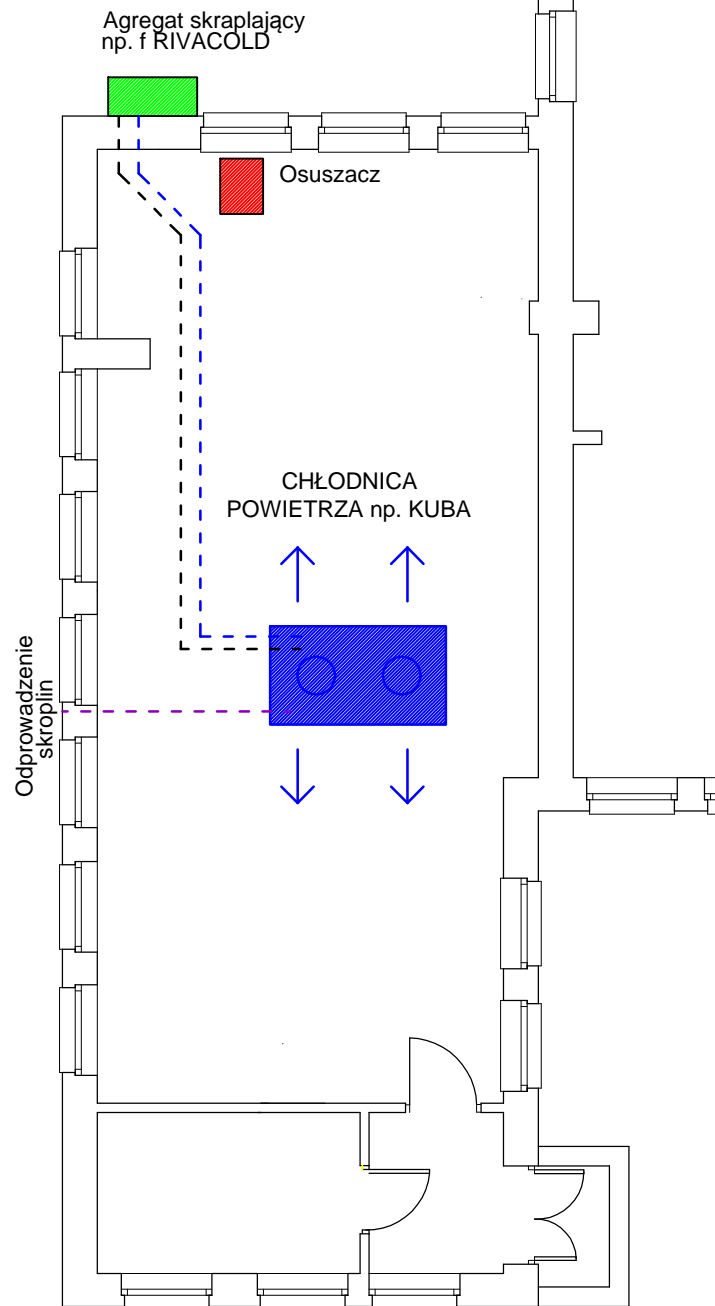 Agregat skraplający
np. f RIVACOLD
Osuszacz
CHŁODNICA
POWIETRZA np. KUBA
Odprowadzenie
skroplin